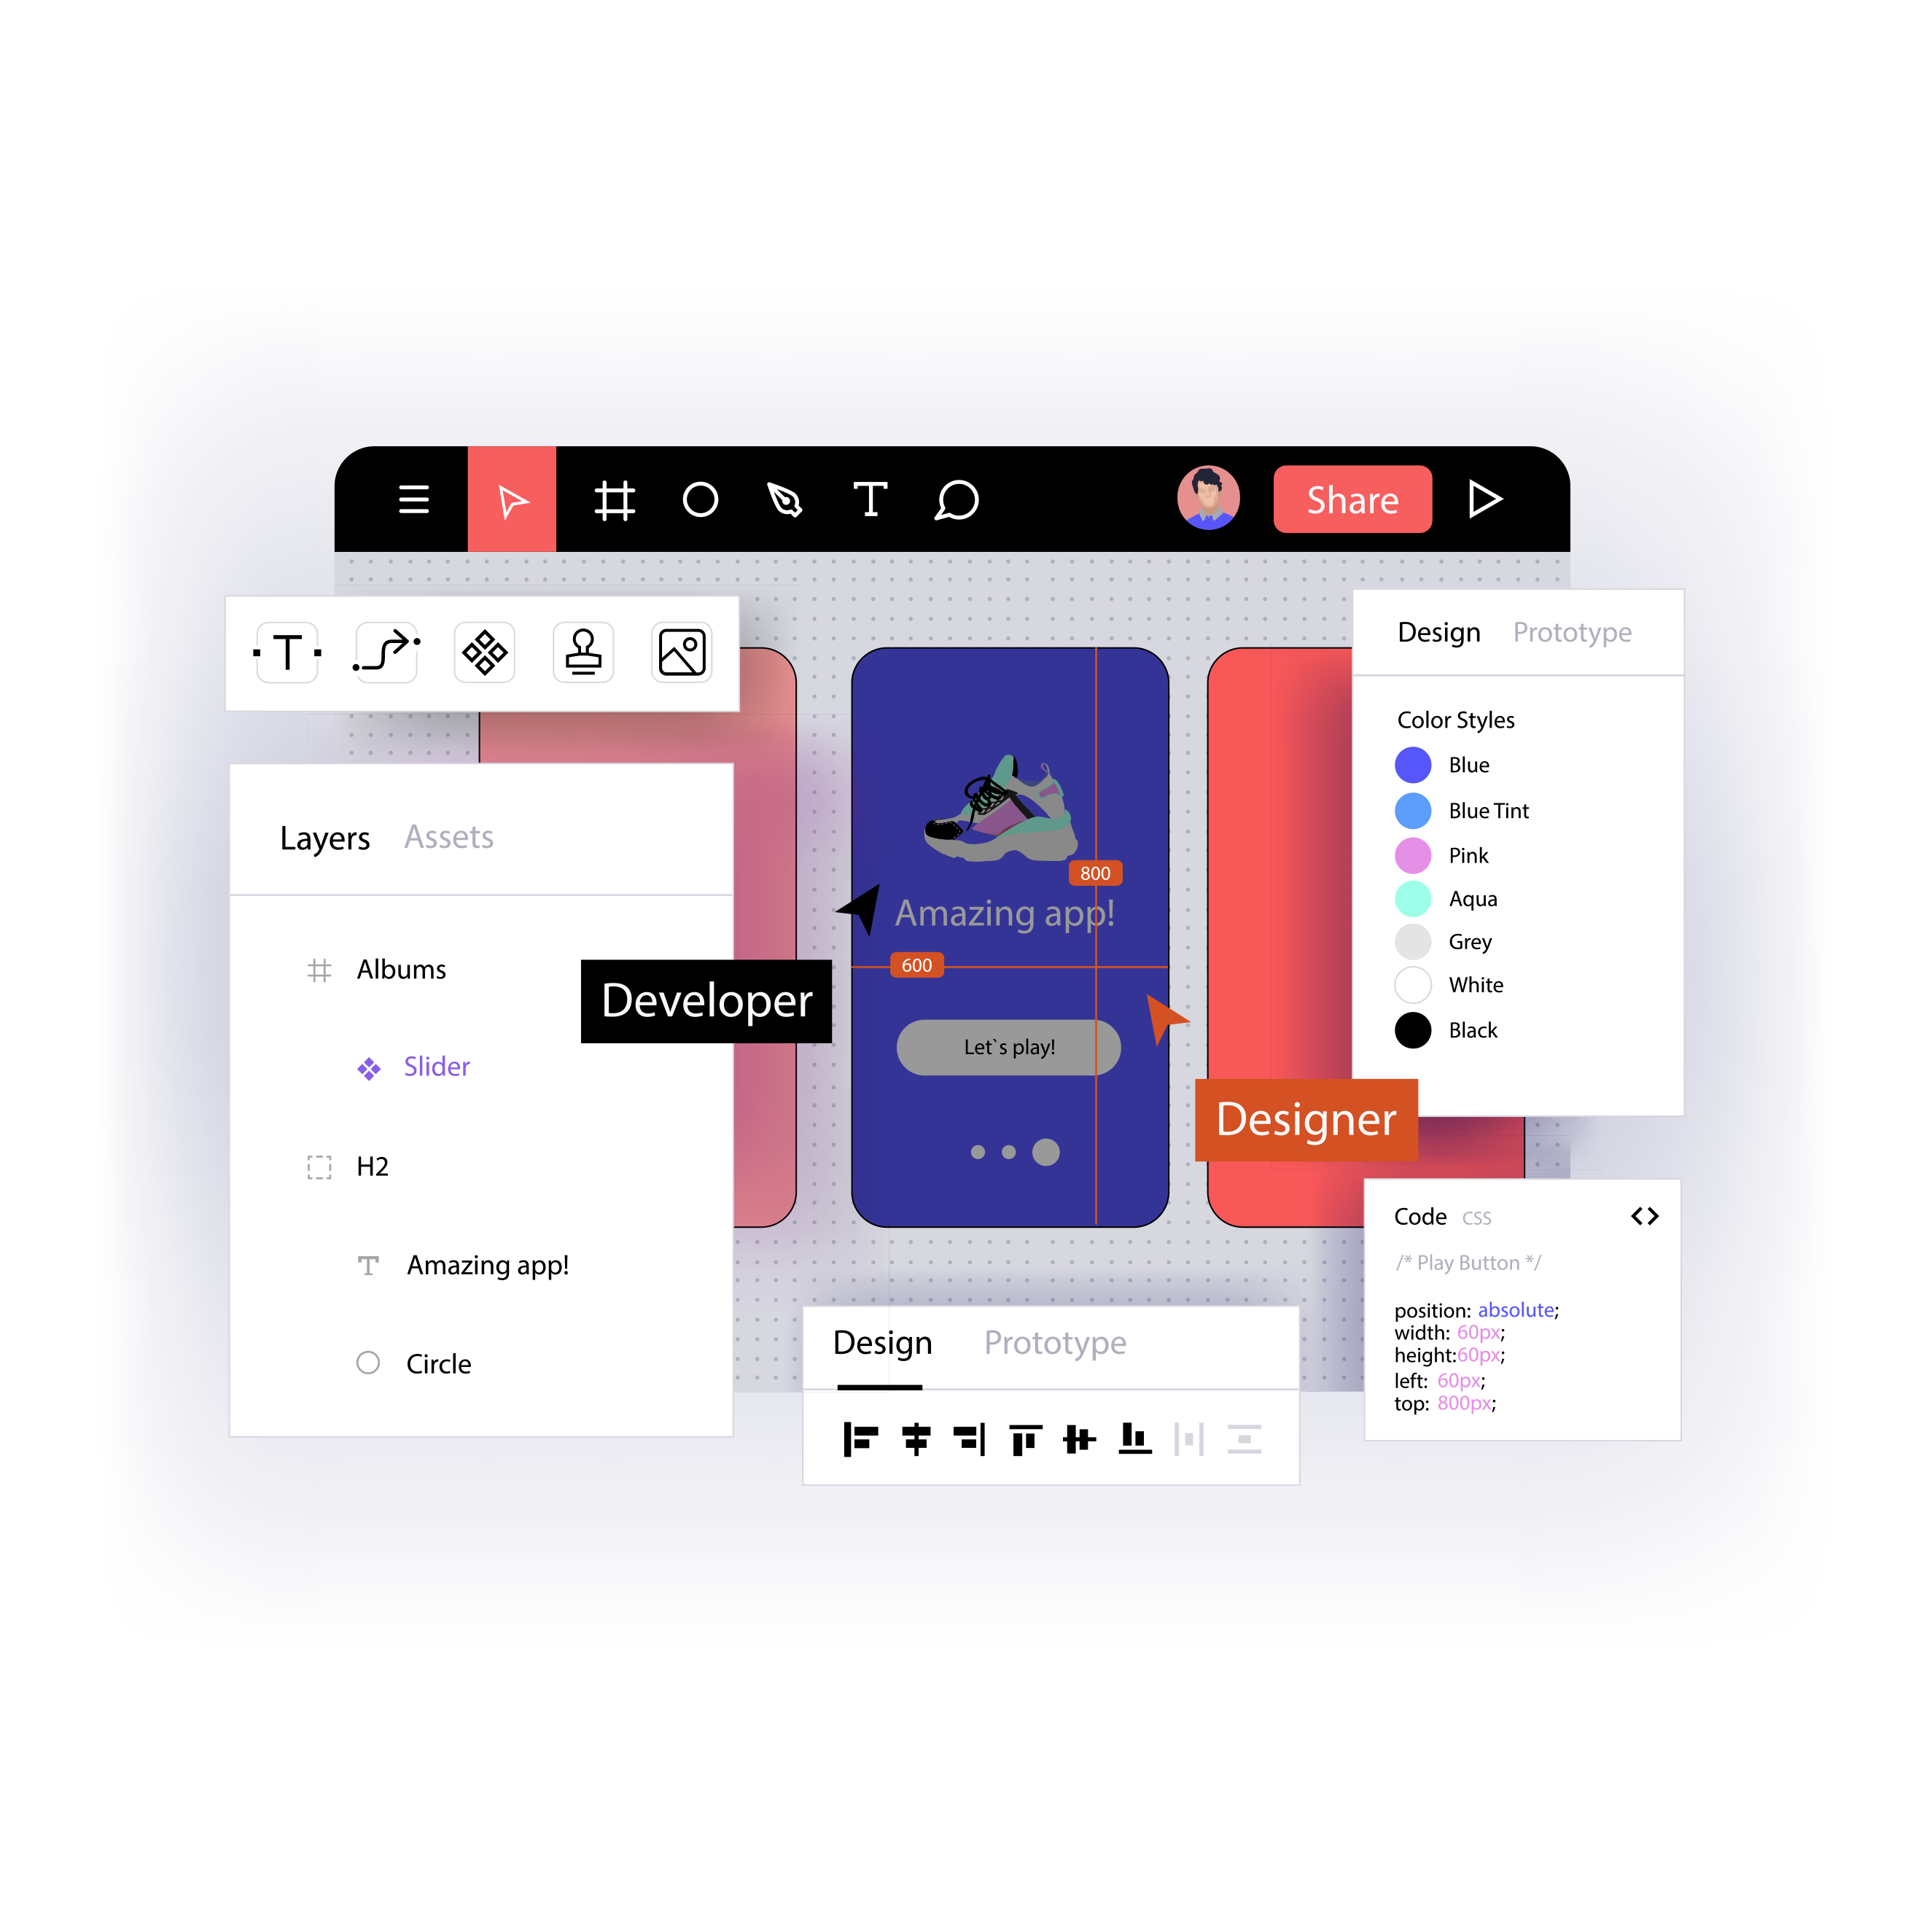 Share
T
Design Prototype
Color Styles
Blue
Blue Tint
Pink
Aqua
Grey
White
Black
Layers Assets
Albums
Slider
H2
Amazing app!
Circle
Developer
800
Amazing app!
600
Let`s play!
Designer
Code CSS
/* Play Button */
position: absolute;
width: 60px;
height:60px;
left: 60px;
top: 800px;
Design Prototype